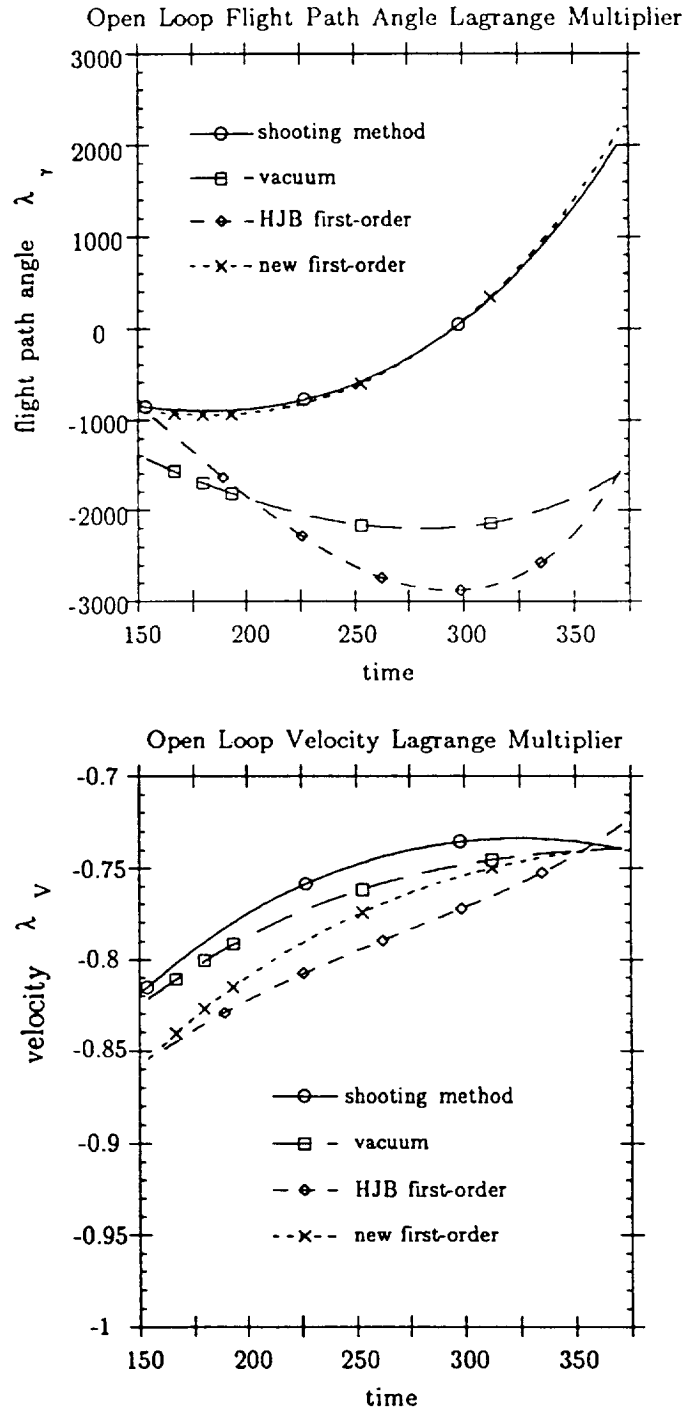 Open Loop Flight Path Angle Lagrange Multiplier
3000
2000
1000
0
-1000
-2000
-3000
flight path angle λ γ
shooting method
vacuum
HJB first-order
new first-order
150 200 250 300 350
time
Open Loop Velocity Lagrange Multiplier
-0.7
-0.75
-0.8
-0.85
-0.9
-0.95
-1
velocity λ V
shooting method
vacuum
HJB first-order
new first-order
150 200 250 300 350
time